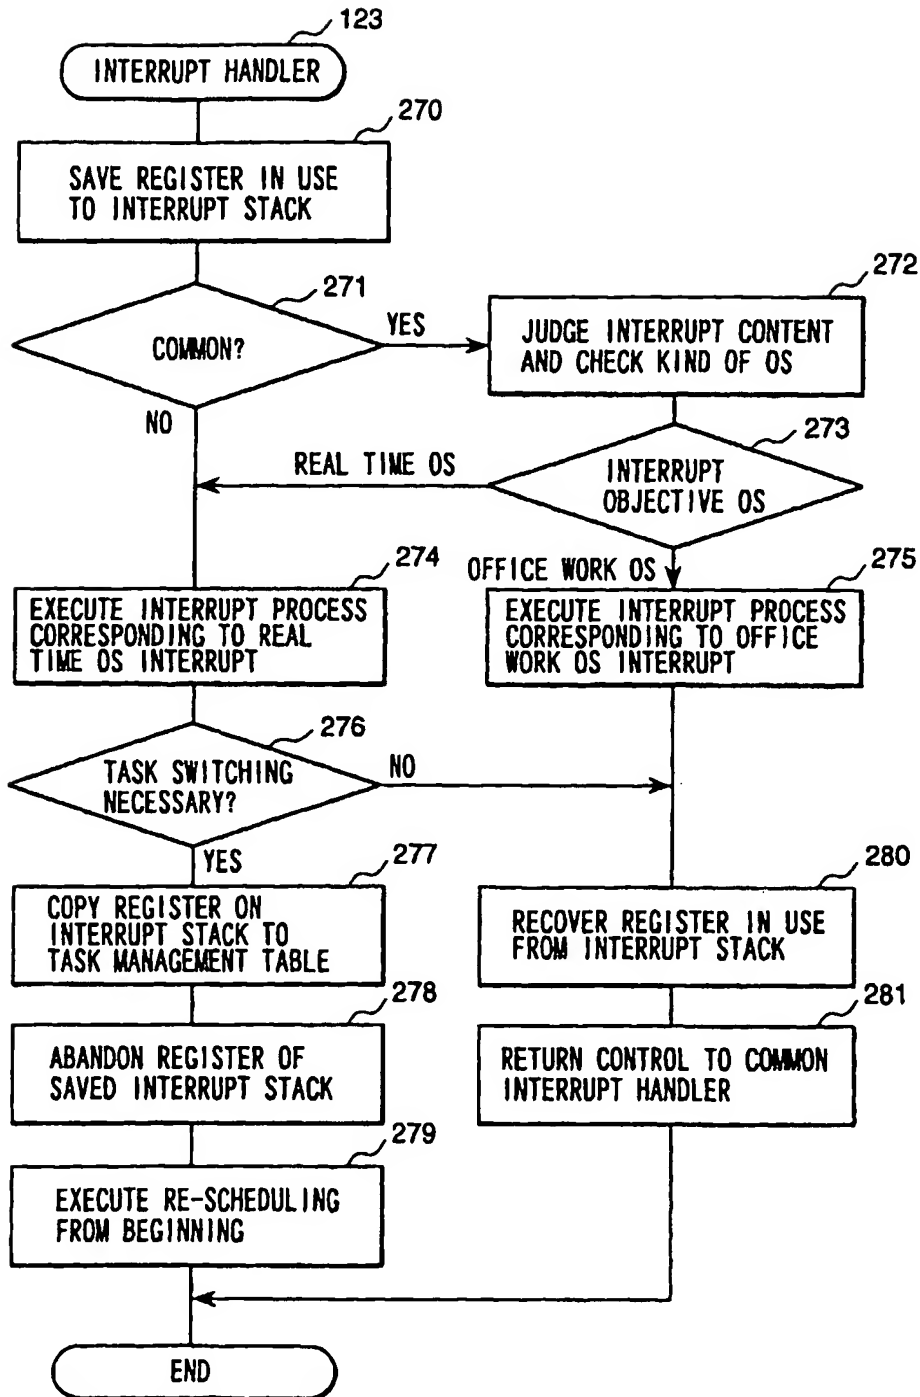 123
INTERRUPT HANDLER
270
SAVE REGISTER IN USE
TO INTERRUPT STACK
271
COMMON?
YES
NO
272
JUDGE INTERRUPT CONTENT
AND CHECK KIND OF OS
273
INTERRUPT
OBJECTIVE OS
REAL TIME OS
OFFICE WORK OS
274
EXECUTE INTERRUPT PROCESS
CORRESPONDING TO REAL
TIME OS INTERRUPT
275
EXECUTE INTERRUPT PROCESS
CORRESPONDING TO OFFICE
WORK OS INTERRUPT
276
TASK SWITCHING
NECESSARY?
NO
YES
277
COPY REGISTER ON
INTERRUPT STACK TO
TASK MANAGEMENT TABLE
280
RECOVER REGISTER IN USE
FROM INTERRUPT STACK
278
ABANDON REGISTER OF
SAVED INTERRUPT STACK
281
RETURN CONTROL TO COMMON
INTERRUPT HANDLER
279
EXECUTE RE-SCHEDULING
FROM BEGINNING
END